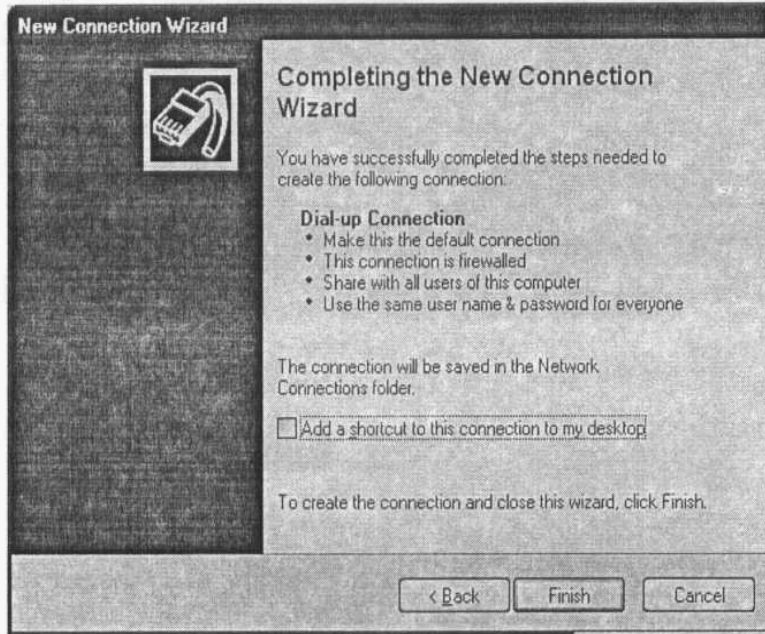 New Connection Wizard
Completing the New Connection
Wizard
You have successfully completed the steps needed to
create the following connection:
Dial-up Connection
• Make this the default connection
• This connection is firewalled
• Share with all users of this computer
• Use the same user name & password for everyone
The connection will be saved in the Network
Connections folder.
Add a shortcut to this connection to my desktop
To create the connection and close this wizard, click Finish.
< Back
Finish
Cancel